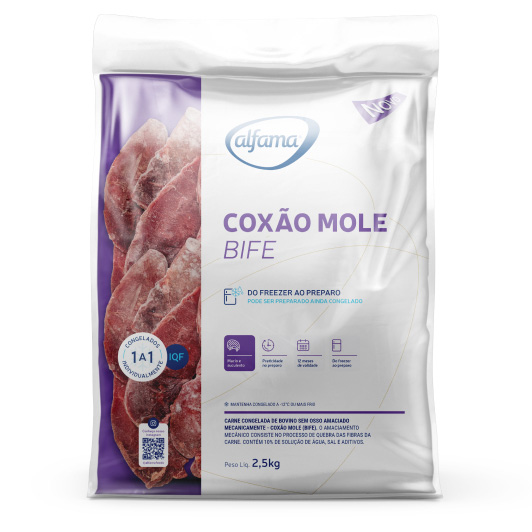 NOVO
alfama
COXÃO MOLE
BIFE
DO FREEZER AO PREPARO
PODE SER PREPARADO AINDA CONGELADO
CONGELADOS
1 A 1
INDIVIDUALMENTE
IQF
Macio e
suculento
Praticidade
no preparo
12 meses
de validade
Do freezer
ao preparo
MANTENHA CONGELADO A -12°C OU MAIS FRIO
CARNE CONGELADA DE BOVINO SEM OSSO AMACIADO
MECANICAMENTE - COXÃO MOLE (BIFE). O AMACIAMENTO
MECÂNICO CONSISTE NO PROCESSO DE QUEBRA DAS FIBRAS DA
CARNE. CONTÉM 10% DE SOLUÇÃO DE ÁGUA, SAL E ADITIVOS.
Peso Líq. 2,5kg